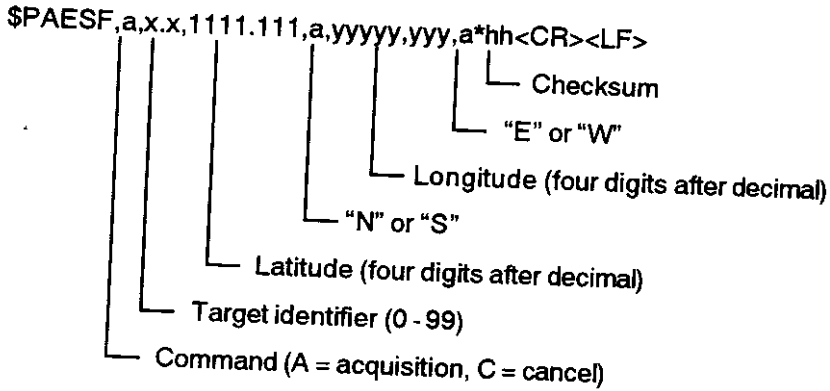 $PAESF,a,x.x,1111.111,a,yyyyy,yyy,a*hh<CR><LF>
Checksum
“E” or “W”
Longitude (four digits after decimal)
“N” or “S”
Latitude (four digits after decimal)
Target identifier (0 - 99)
Command (A = acquisition, C = cancel)